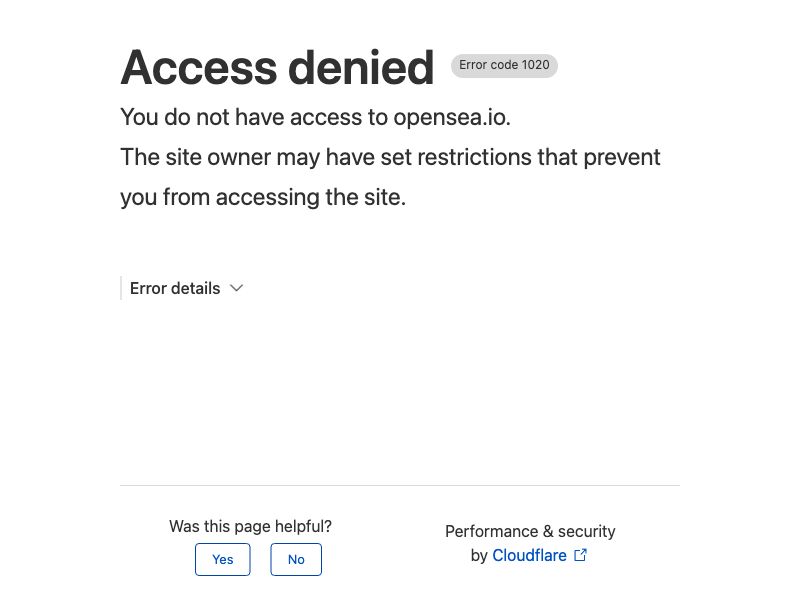 Access denied Error code 1020
You do not have access to opensea.io.
The site owner may have set restrictions that prevent
you from accessing the site.
Error details
Was this page helpful?
Yes No
Performance & security
by Cloudflare